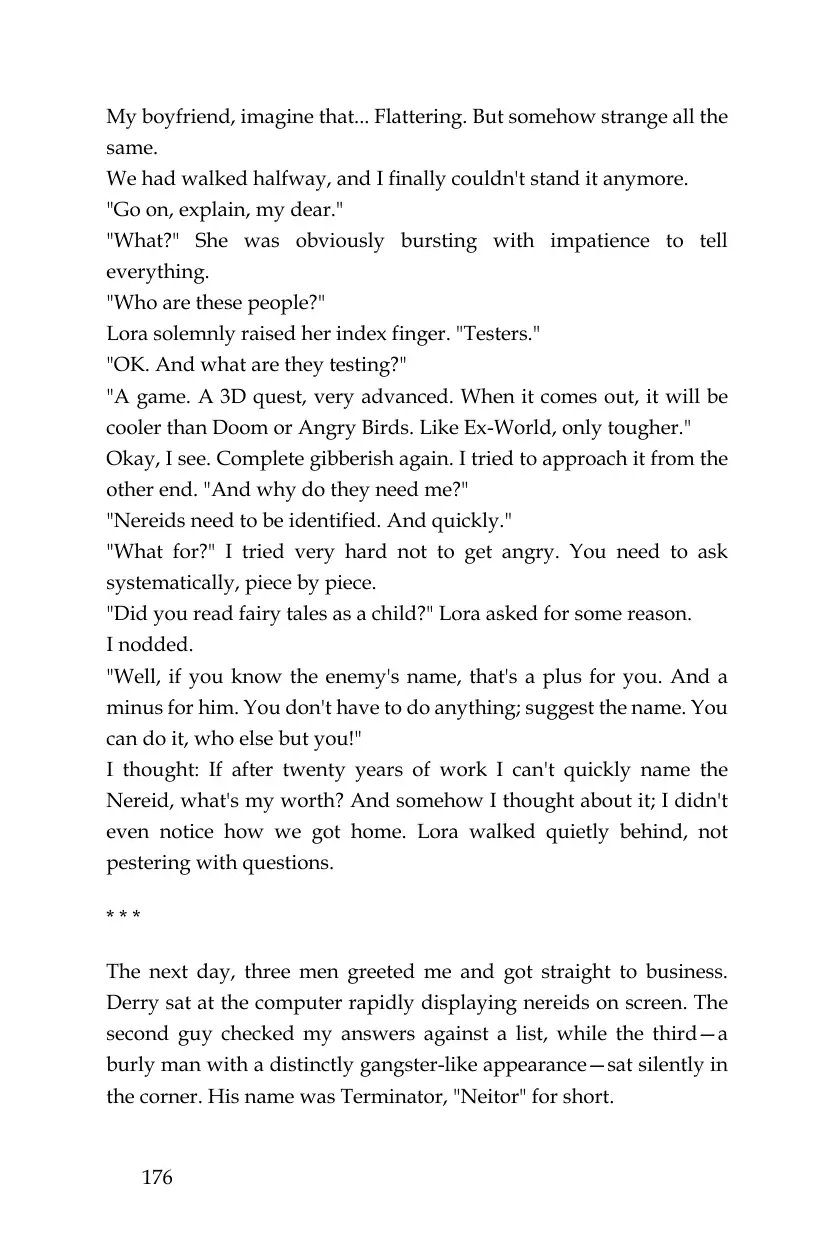 My boyfriend, imagine that... Flattering. But somehow strange all the
same.
We had walked halfway, and I finally couldn't stand it anymore.
"Go on, explain, my dear."
"What?" She was obviously bursting with impatience to tell
everything.
"Who are these people?"
Lora solemnly raised her index finger. "Testers."
"OK. And what are they testing?"
"A game. A 3D quest, very advanced. When it comes out, it will be
cooler than Doom or Angry Birds. Like Ex-World, only tougher."
Okay, I see. Complete gibberish again. I tried to approach it from the
other end. "And why do they need me?"
"Nereids need to be identified. And quickly."
"What for?" I tried very hard not to get angry. You need to ask
systematically, piece by piece.
"Did you read fairy tales as a child?" Lora asked for some reason.
I nodded.
"Well, if you know the enemy's name, that's a plus for you. And a
minus for him. You don't have to do anything; suggest the name. You
can do it, who else but you!"
I thought: If after twenty years of work I can't quickly name the
Nereid, what's my worth? And somehow I thought about it; I didn't
even notice how we got home. Lora walked quietly behind, not
pestering with questions.
* * *
The next day, three men greeted me and got straight to business.
Derry sat at the computer rapidly displaying nereids on screen. The
second guy checked my answers against a list, while the third—a
burly man with a distinctly gangster-like appearance—sat silently in
the corner. His name was Terminator, "Neitor" for short.
176